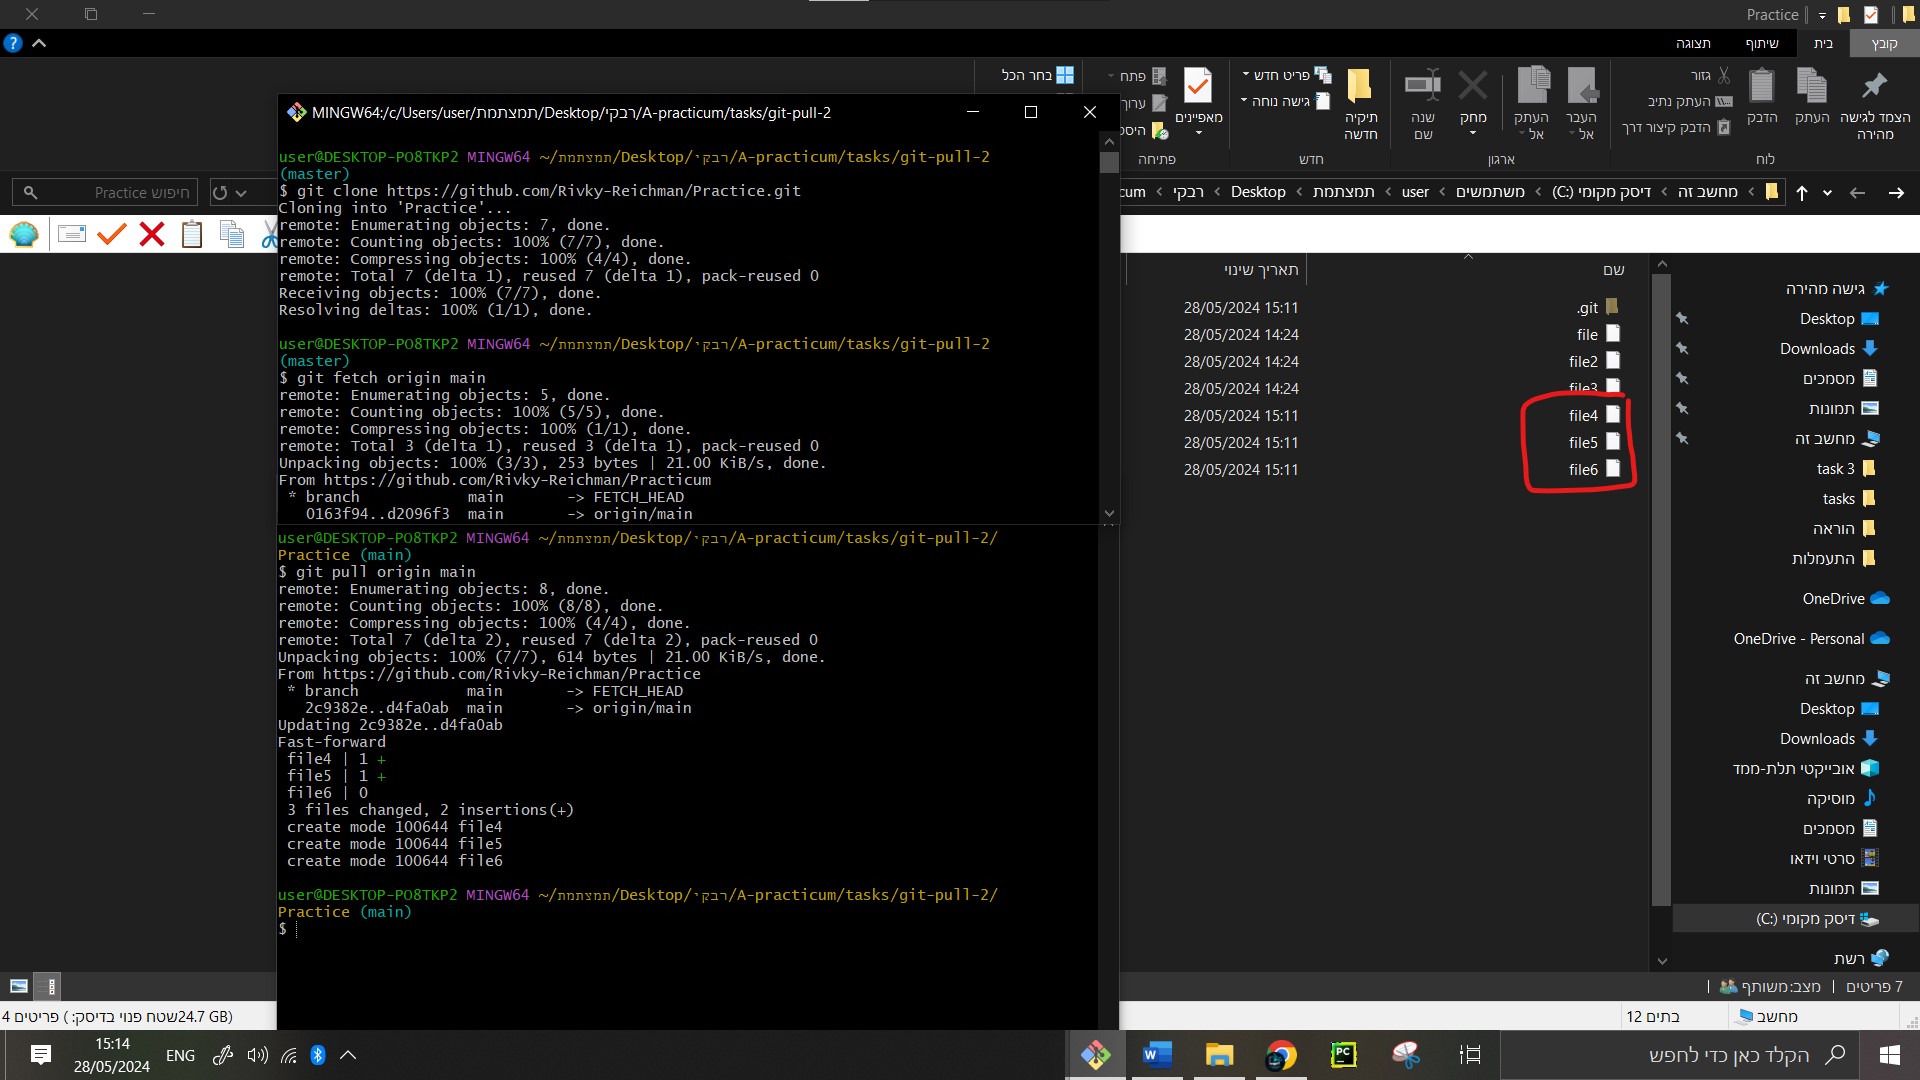 Practice
קובץ
בית
שיתוף
תצוגה
הצמד לגישה מהירה
העתק
הדבק
גזור
העתק נתיב
הדבק קיצור דרך
לוח
העבר אל
העתק אל
מחק
שנה שם
ארגון
תיקיה חדשה
פריט חדש
גישה נוחה
חדש
מאפיינים
פתח
ערוך
היסט
פתיחה
בחר הכל
מחשב זה
דיסק מקומי (C:)
משתמשים
user
תמצתמת
Desktop
רבקי
cum
חיפוש Practice
MINGW64:/c/Users/user/תמצתמת/Desktop/רבקי/A-practicum/tasks/git-pull-2
user@DESKTOP-PO8TKP2 MINGW64 ~/תמצתמת/Desktop/רבקי/A-practicum/tasks/git-pull-2
(master)
$ git clone https://github.com/Rivky-Reichman/Practice.git
Cloning into 'Practice'...
remote: Enumerating objects: 7, done.
remote: Counting objects: 100% (7/7), done.
remote: Compressing objects: 100% (4/4), done.
remote: Total 7 (delta 1), reused 7 (delta 1), pack-reused 0
Receiving objects: 100% (7/7), done.
Resolving deltas: 100% (1/1), done.
user@DESKTOP-PO8TKP2 MINGW64 ~/תמצתמת/Desktop/רבקי/A-practicum/tasks/git-pull-2
(master)
$ git fetch origin main
remote: Enumerating objects: 5, done.
remote: Counting objects: 100% (5/5), done.
remote: Compressing objects: 100% (1/1), done.
remote: Total 3 (delta 1), reused 3 (delta 1), pack-reused 0
Unpacking objects: 100% (3/3), 253 bytes | 21.00 KiB/s, done.
From https://github.com/Rivky-Reichman/Practicum
* branch main -> FETCH_HEAD
0163f94..d2096f3 main -> origin/main
user@DESKTOP-PO8TKP2 MINGW64 ~/תמצתמת/Desktop/רבקי/A-practicum/tasks/git-pull-2/
Practice (main)
$ git pull origin main
remote: Enumerating objects: 8, done.
remote: Counting objects: 100% (8/8), done.
remote: Compressing objects: 100% (4/4), done.
remote: Total 7 (delta 2), reused 7 (delta 2), pack-reused 0
Unpacking objects: 100% (7/7), 614 bytes | 21.00 KiB/s, done.
From https://github.com/Rivky-Reichman/Practice
* branch main -> FETCH_HEAD
2c9382e..d4fa0ab main -> origin/main
Updating 2c9382e..d4fa0ab
Fast-forward
file4 | 1 +
file5 | 1 +
file6 | 0
3 files changed, 2 insertions(+)
create mode 100644 file4
create mode 100644 file5
create mode 100644 file6
user@DESKTOP-PO8TKP2 MINGW64 ~/תמצתמת/Desktop/רבקי/A-practicum/tasks/git-pull-2/
Practice (main)
$
שם
תאריך שינוי
.git 28/05/2024 15:11
file 28/05/2024 14:24
file2 28/05/2024 14:24
file3 28/05/2024 14:24
file4 28/05/2024 15:11
file5 28/05/2024 15:11
file6 28/05/2024 15:11
גישה מהירה
Desktop
Downloads
מסמכים
תמונות
מחשב זה
task 3
tasks
הוראה
התעמלות
OneDrive
OneDrive - Personal
מחשב זה
Desktop
Downloads
אובייקטי תלת-ממד
מוסיקה
מסמכים
סרטי וידאו
תמונות
דיסק מקומי (C:)
רשת
7 פריטים
מצב: משותף
4 פריטים (שטח פנוי בדיסק: 24.7 GB)
12 בתים
מחשב
15:14
28/05/2024
ENG
PC
הקלד כאן כדי לחפש